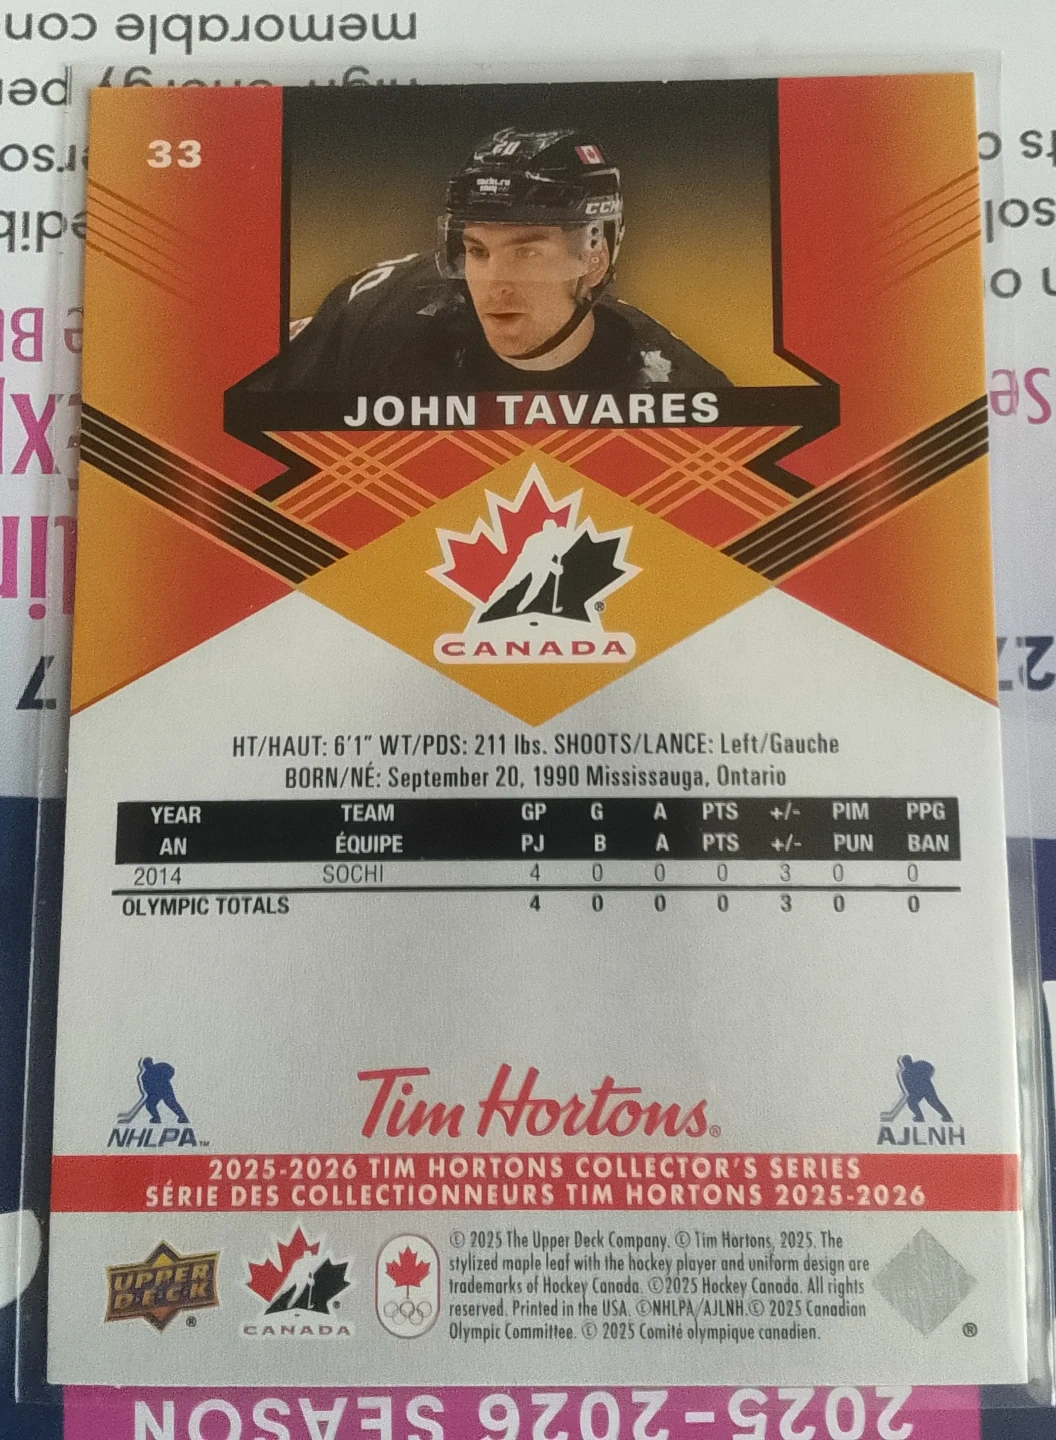 33
20
sochi.ru
CCM
JOHN TAVARES
CANADA
HT/HAUT: 6'1" WT/PDS: 211 lbs. SHOOTS/LANCE: Left/Gauche
BORN/NÉ: September 20, 1990 Mississauga, Ontario
YEAR TEAM GP G A PTS +/- PIM PPG
AN ÉQUIPE PJ B A PTS +/- PUN BAN
2014 SOCHI 4 0 0 0 3 0 0
OLYMPIC TOTALS 4 0 0 0 3 0 0
NHLPA™
Tim Hortons®
AJLNH
2025-2026 TIM HORTONS COLLECTOR'S SERIES
SÉRIE DES COLLECTIONNEURS TIM HORTONS 2025-2026
UPPER DECK®
CANADA
© 2025 The Upper Deck Company. © Tim Hortons, 2025. The
stylized maple leaf with the hockey player and uniform design are
trademarks of Hockey Canada. ©2025 Hockey Canada. All rights
reserved. Printed in the USA. ©NHLPA/AJLNH.© 2025 Canadian
Olympic Committee. © 2025 Comité olympique canadien.
2025-2026 SEASON
memorable